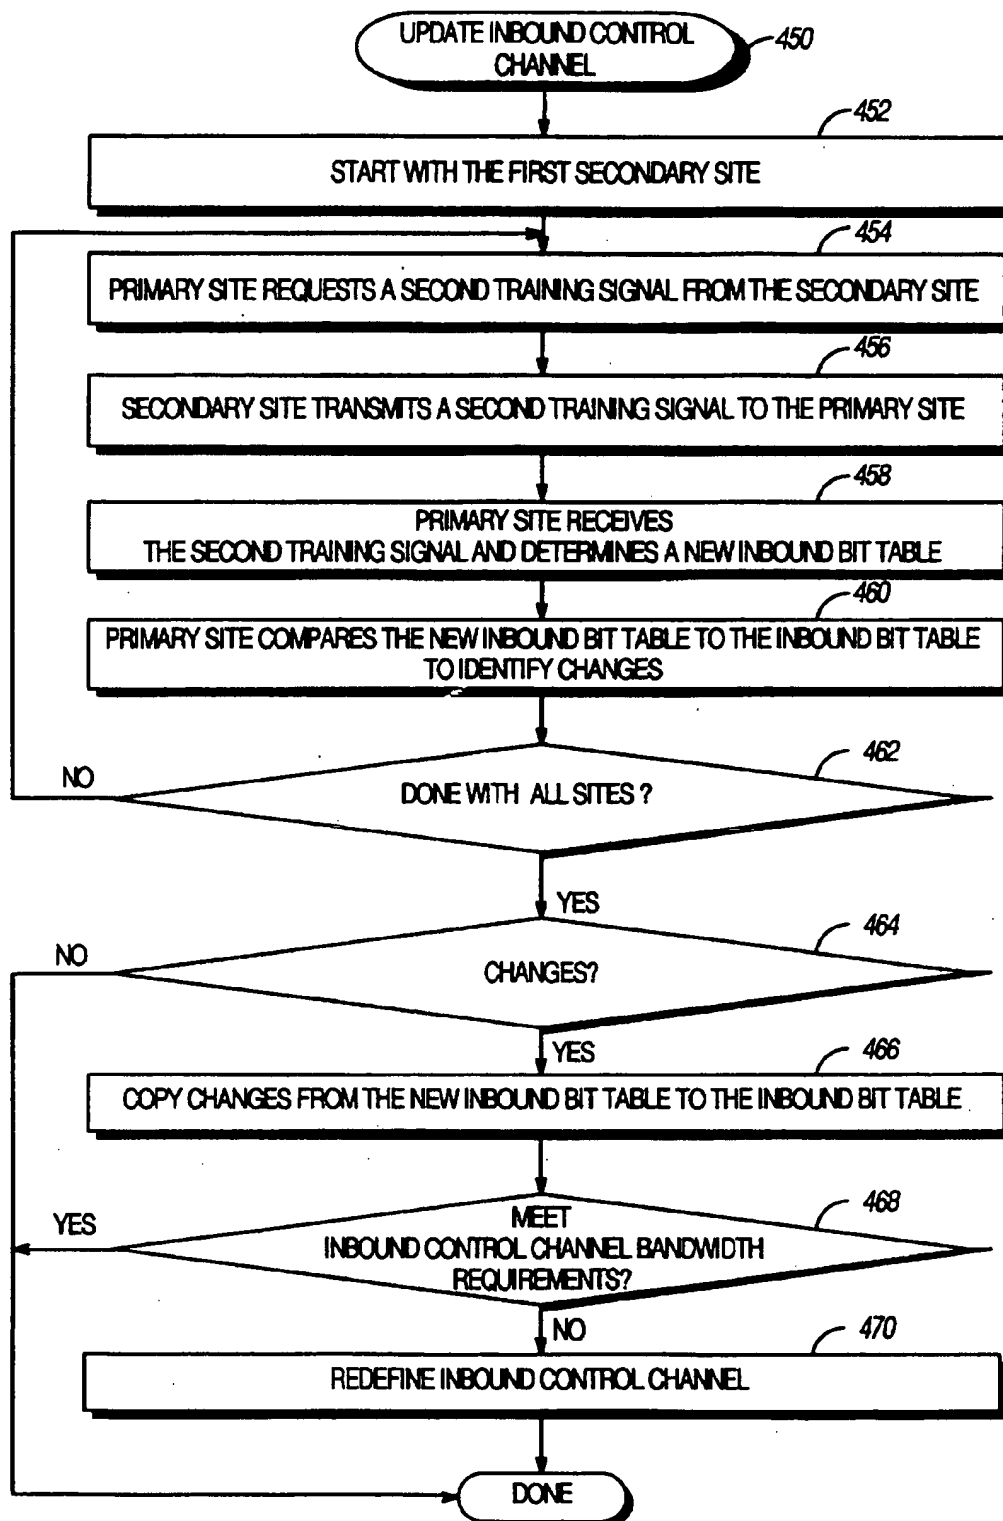 UPDATE INBOUND CONTROL
CHANNEL
450
452
START WITH THE FIRST SECONDARY SITE
454
PRIMARY SITE REQUESTS A SECOND TRAINING SIGNAL FROM THE SECONDARY SITE
456
SECONDARY SITE TRANSMITS A SECOND TRAINING SIGNAL TO THE PRIMARY SITE
458
PRIMARY SITE RECEIVES
THE SECOND TRAINING SIGNAL AND DETERMINES A NEW INBOUND BIT TABLE
460
PRIMARY SITE COMPARES THE NEW INBOUND BIT TABLE TO THE INBOUND BIT TABLE
TO IDENTIFY CHANGES
462
NO
DONE WITH ALL SITES ?
YES
464
NO
CHANGES?
YES
466
COPY CHANGES FROM THE NEW INBOUND BIT TABLE TO THE INBOUND BIT TABLE
468
YES
MEET
INBOUND CONTROL CHANNEL BANDWIDTH
REQUIREMENTS?
NO
470
REDEFINE INBOUND CONTROL CHANNEL
DONE